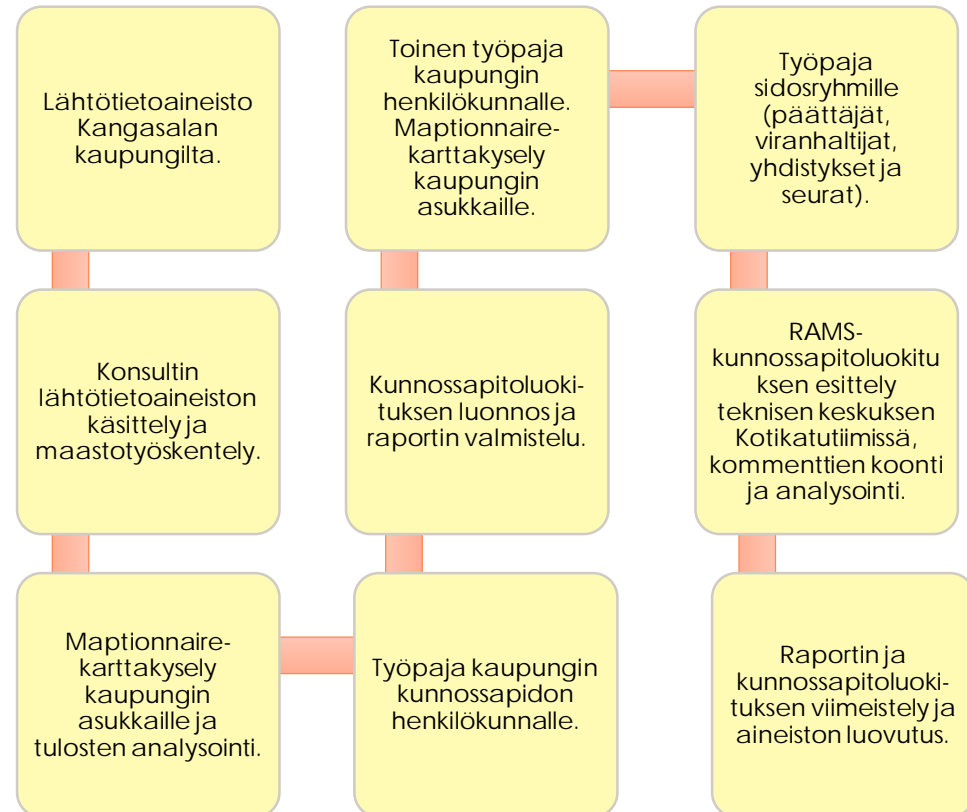 Lähtötietoaineisto
Kangasalan
kaupungilta.
Konsultin
lähtötietoaineiston
käsittely ja
maastotyöskentely.
Maptionnaire-
karttakysely
kaupungin
asukkaille ja
tulosten analysointi.
Työpaja kaupungin
kunnossapidon
henkilökunnalle.
Kunnossapitoluoki-
tuksen luonnos ja
raportin valmistelu.
Toinen työpaja
kaupungin
henkilökunnalle.
Maptionnaire-
karttakysely
kaupungin
asukkaille.
Työpaja
sidosryhmille
(päättäjät,
viranhaltijat,
yhdistykset ja
seurat).
RAMS-
kunnossapitoluokitu
ksen esittely
teknisen keskuksen
Kotikatutiimissä,
kommenttien koonti
ja analysointi.
Raportin ja
kunnossapitoluoki-
tuksen viimeistely ja
aineiston luovutus.